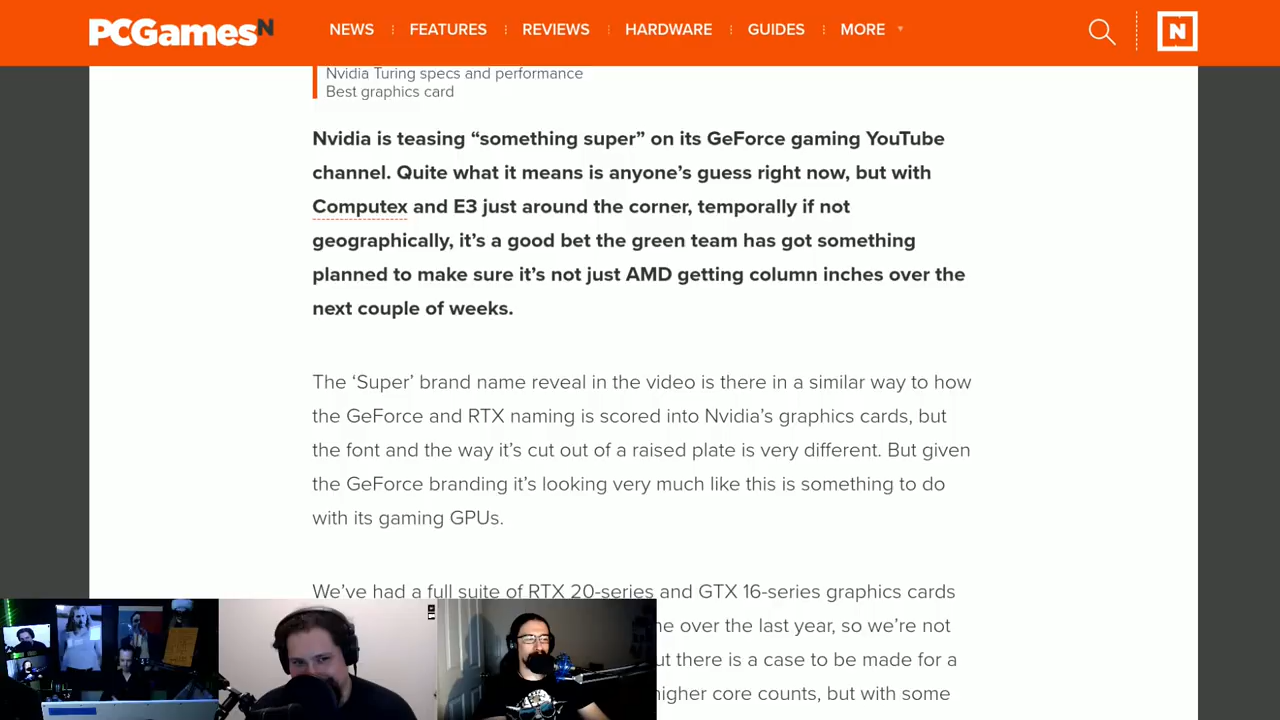 PCGamesN
NEWS FEATURES REVIEWS HARDWARE GUIDES MORE
N
Nvidia Turing specs and performance
Best graphics card
Nvidia is teasing “something super” on its GeForce gaming YouTube
channel. Quite what it means is anyone’s guess right now, but with
Computex and E3 just around the corner, temporally if not
geographically, it’s a good bet the green team has got something
planned to make sure it’s not just AMD getting column inches over the
next couple of weeks.
The ‘Super’ brand name reveal in the video is there in a similar way to how
the GeForce and RTX naming is scored into Nvidia’s graphics cards, but
the font and the way it’s cut out of a raised plate is very different. But given
the GeForce branding it’s looking very much like this is something to do
with its gaming GPUs.
We’ve had a full suite of RTX 20-series and GTX 16-series graphics cards
over the last year, so we’re not
there is a case to be made for a
higher core counts, but with some